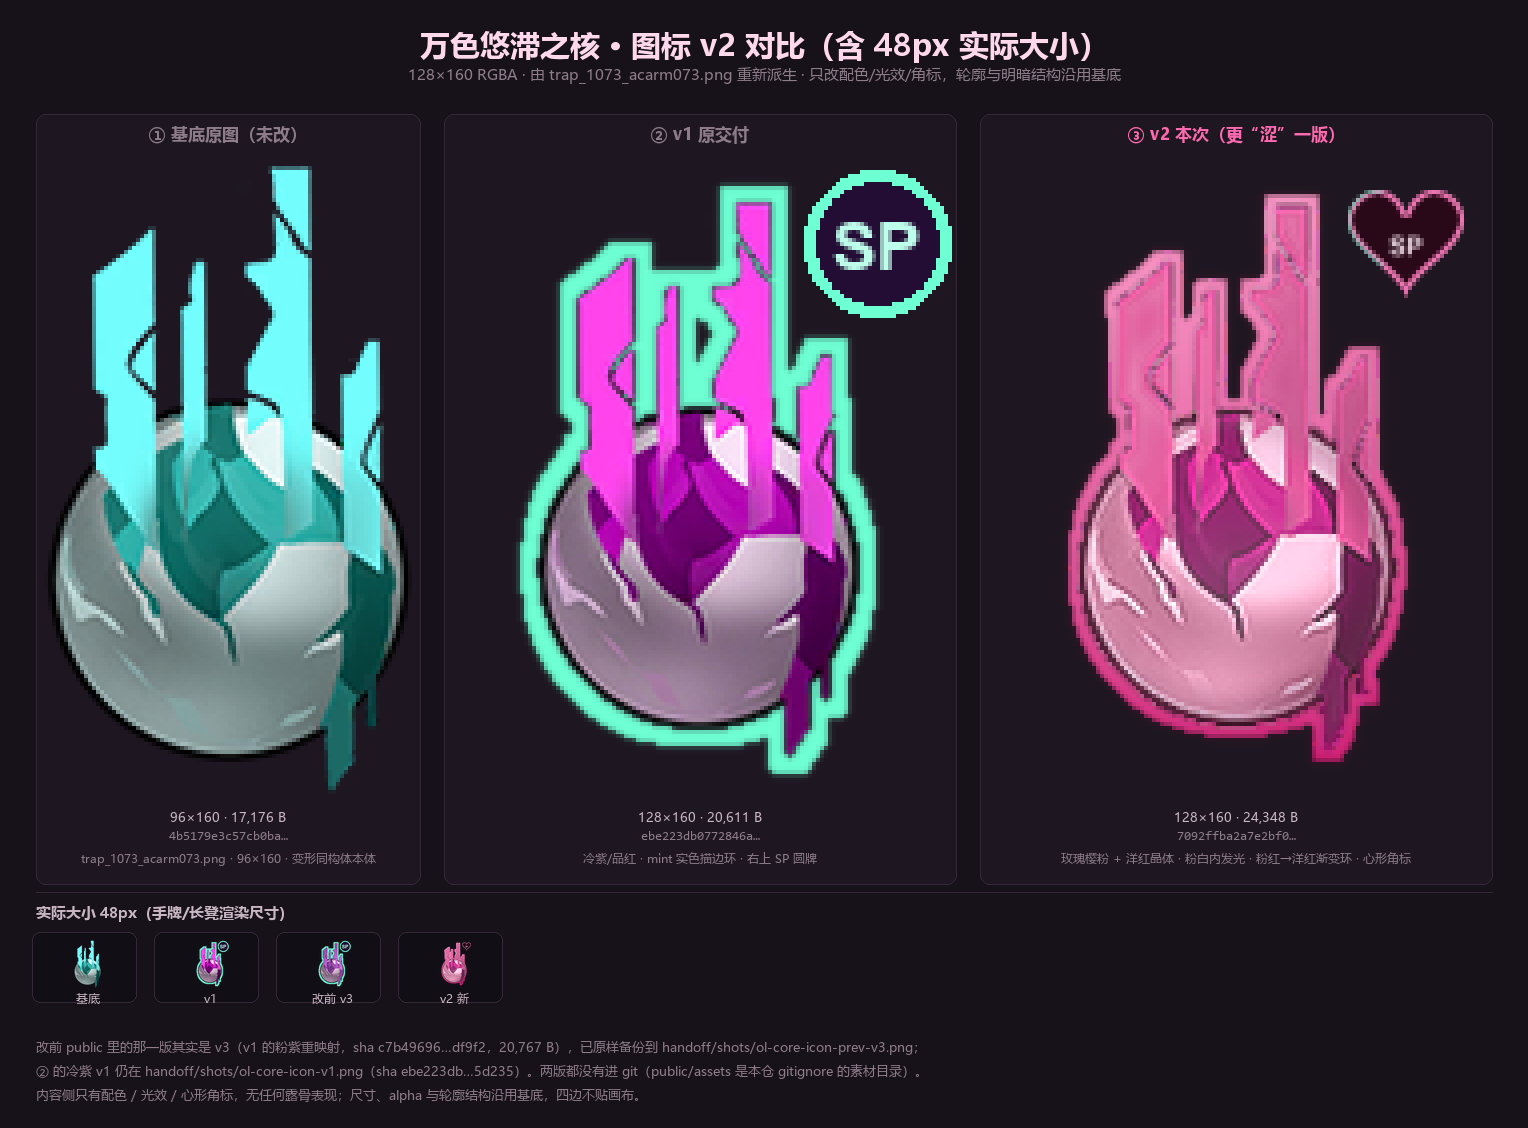 万色悠滞之核 • 图标 v2 对比（含 48px 实际大小）
128×160 RGBA · 由 trap_1073_acarm073.png 重新派生 · 只改配色/光效/角标，轮廓与明暗结构沿用基底
① 基底原图（未改）
② v1 原交付
③ v2 本次（更“涩”一版）
SP
SP
96×160 · 17,176 B
4b5179e3c57cb0ba…
trap_1073_acarm073.png · 96×160 · 变形同构体本体
128×160 · 20,611 B
ebe223db0772846a…
冷紫/品红 · mint 实色描边环 · 右上 SP 圆牌
128×160 · 24,348 B
7092ffba2a7e2bf0…
玫瑰樱粉 + 洋红晶体 · 粉白内发光 · 粉红→洋红渐变环 · 心形角标
实际大小 48px（手牌/长凳渲染尺寸）
基底
v1
改前 v3
v2 新
改前 public 里的那一版其实是 v3（v1 的粉紫重映射，sha c7b49696…df9f2，20,767 B），已原样备份到 handoff/shots/ol-core-icon-prev-v3.png；
② 的冷紫 v1 仍在 handoff/shots/ol-core-icon-v1.png（sha ebe223db…5d235）。两版都没有进 git（public/assets 是本仓 gitignore 的素材目录）。
内容侧只有配色 / 光效 / 心形角标，无任何露骨表现；尺寸、alpha 与轮廓结构沿用基底，四边不贴画布。